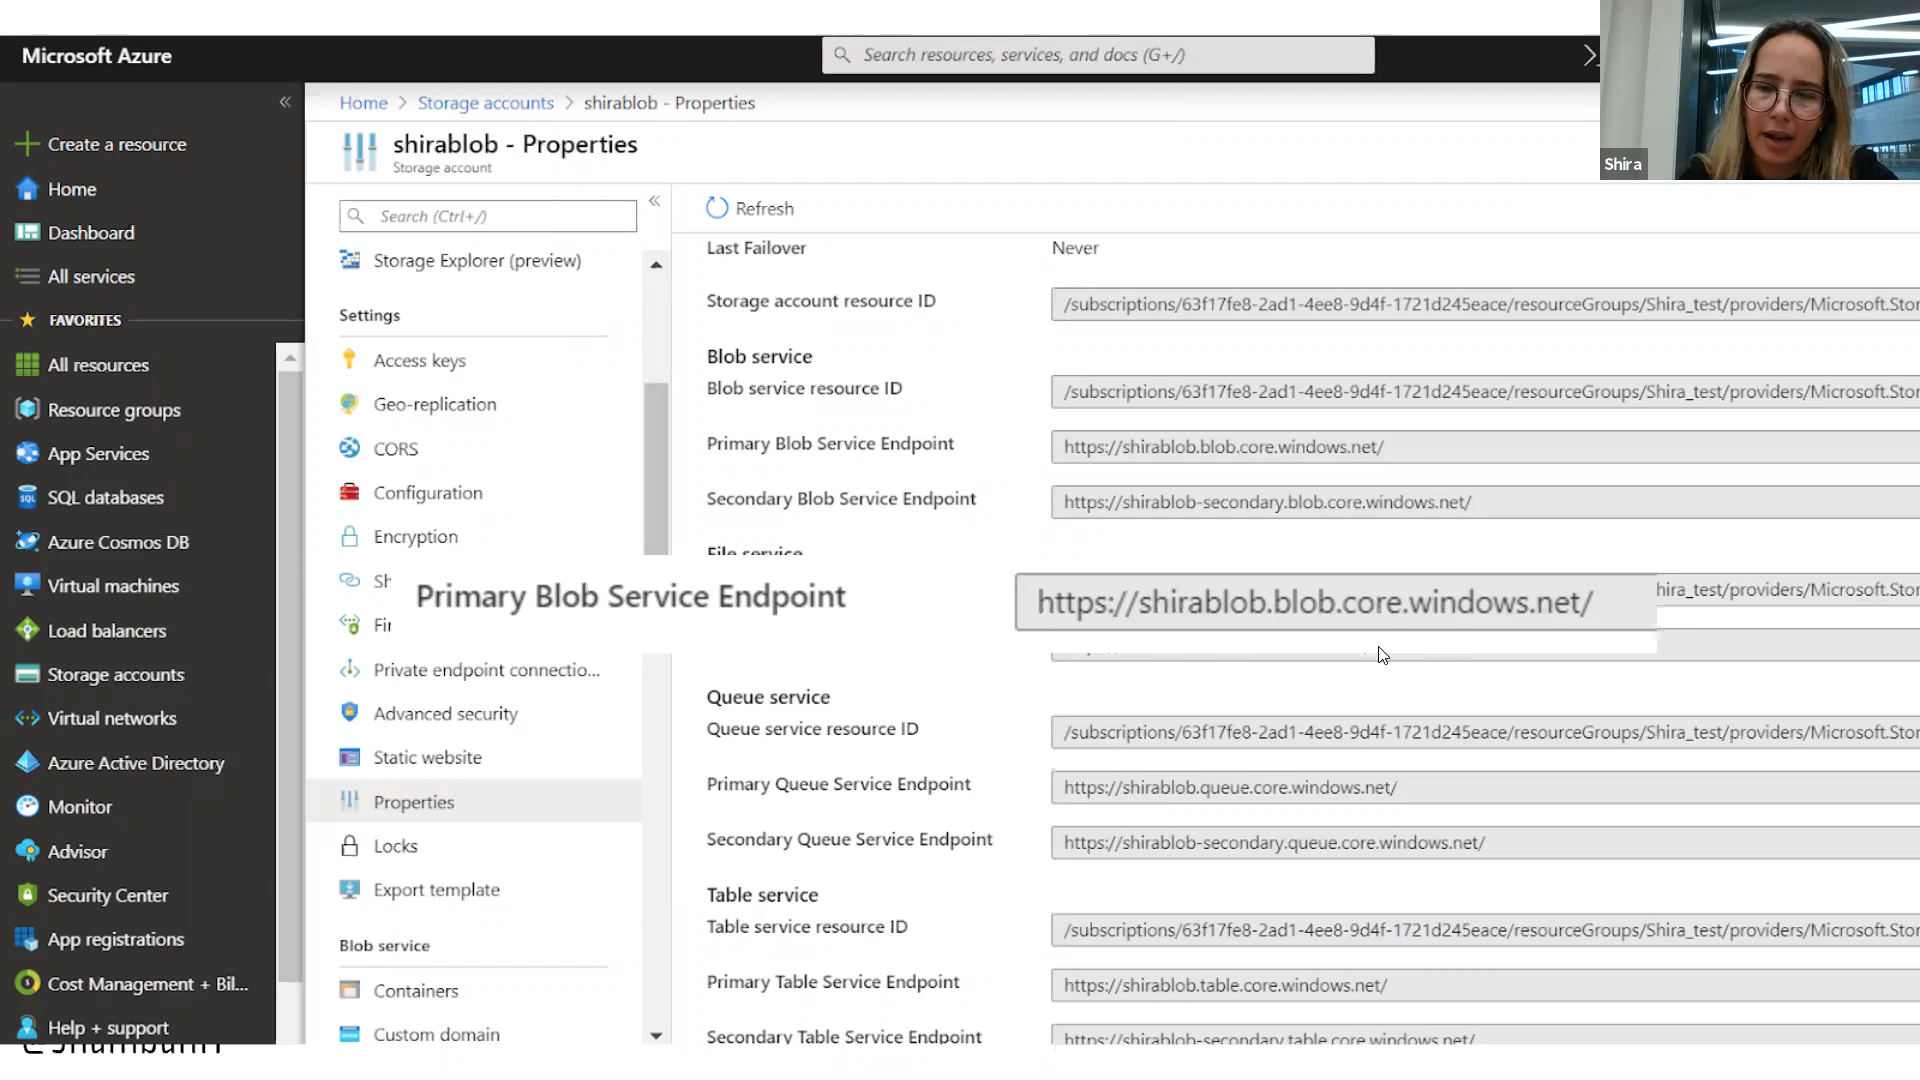 Microsoft Azure
Search resources, services, and docs (G+/)
Shira
Create a resource
Home
Dashboard
All services
FAVORITES
All resources
Resource groups
App Services
SQL databases
Azure Cosmos DB
Virtual machines
Load balancers
Storage accounts
Virtual networks
Azure Active Directory
Monitor
Advisor
Security Center
App registrations
Cost Management + Bil...
Help + support
Home > Storage accounts > shirablob - Properties
shirablob - Properties
Storage account
Search (Ctrl+/)
Storage Explorer (preview)
Settings
Access keys
Geo-replication
CORS
Configuration
Encryption
Sh
Fir
Private endpoint connectio...
Advanced security
Static website
Properties
Locks
Export template
Blob service
Containers
Custom domain
Refresh
Last Failover Never
Storage account resource ID /subscriptions/63f17fe8-2ad1-4ee8-9d4f-1721d245eace/resourceGroups/Shira_test/providers/Microsoft.Stor
Blob service
Blob service resource ID /subscriptions/63f17fe8-2ad1-4ee8-9d4f-1721d245eace/resourceGroups/Shira_test/providers/Microsoft.Stor
Primary Blob Service Endpoint https://shirablob.blob.core.windows.net/
Secondary Blob Service Endpoint https://shirablob-secondary.blob.core.windows.net/
File service
hira_test/providers/Microsoft.Stor
Primary Blob Service Endpoint https://shirablob.blob.core.windows.net/
Queue service
Queue service resource ID /subscriptions/63f17fe8-2ad1-4ee8-9d4f-1721d245eace/resourceGroups/Shira_test/providers/Microsoft.Stor
Primary Queue Service Endpoint https://shirablob.queue.core.windows.net/
Secondary Queue Service Endpoint https://shirablob-secondary.queue.core.windows.net/
Table service
Table service resource ID /subscriptions/63f17fe8-2ad1-4ee8-9d4f-1721d245eace/resourceGroups/Shira_test/providers/Microsoft.Stor
Primary Table Service Endpoint https://shirablob.table.core.windows.net/
Secondary Table Service Endpoint https://shirablob-secondary.table.core.windows.net/